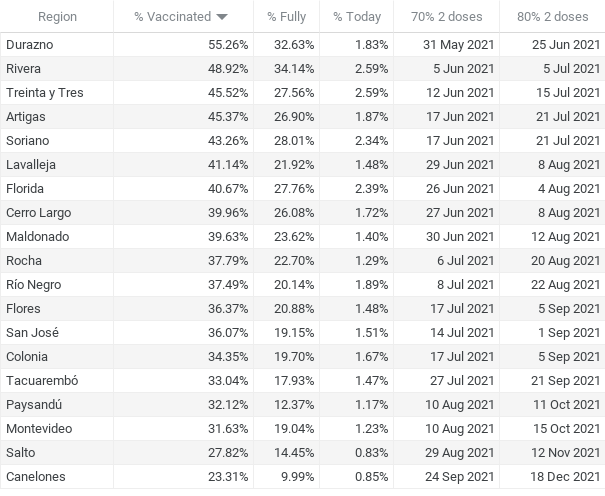 Region % Vaccinated % Fully % Today 70% 2 doses 80% 2 doses
Durazno 55.26% 32.63% 1.83% 31 May 2021 25 Jun 2021
Rivera 48.92% 34.14% 2.59% 5 Jun 2021 5 Jul 2021
Treinta y Tres 45.52% 27.56% 2.59% 12 Jun 2021 15 Jul 2021
Artigas 45.37% 26.90% 1.87% 17 Jun 2021 21 Jul 2021
Soriano 43.26% 28.01% 2.34% 17 Jun 2021 21 Jul 2021
Lavalleja 41.14% 21.92% 1.48% 29 Jun 2021 8 Aug 2021
Florida 40.67% 27.76% 2.39% 26 Jun 2021 4 Aug 2021
Cerro Largo 39.96% 26.08% 1.72% 27 Jun 2021 8 Aug 2021
Maldonado 39.63% 23.62% 1.40% 30 Jun 2021 12 Aug 2021
Rocha 37.79% 22.70% 1.29% 6 Jul 2021 20 Aug 2021
Río Negro 37.49% 20.14% 1.89% 8 Jul 2021 22 Aug 2021
Flores 36.37% 20.88% 1.48% 17 Jul 2021 5 Sep 2021
San José 36.07% 19.15% 1.51% 14 Jul 2021 1 Sep 2021
Colonia 34.35% 19.70% 1.67% 17 Jul 2021 5 Sep 2021
Tacuarembó 33.04% 17.93% 1.47% 27 Jul 2021 21 Sep 2021
Paysandú 32.12% 12.37% 1.17% 10 Aug 2021 11 Oct 2021
Montevideo 31.63% 19.04% 1.23% 10 Aug 2021 15 Oct 2021
Salto 27.82% 14.45% 0.83% 29 Aug 2021 12 Nov 2021
Canelones 23.31% 9.99% 0.85% 24 Sep 2021 18 Dec 2021